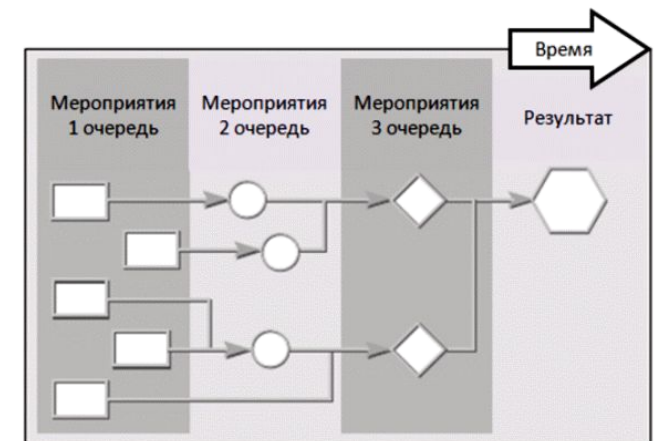 Время
Мероприятия
1 очередь
Мероприятия
2 очередь
Мероприятия
3 очередь
Результат